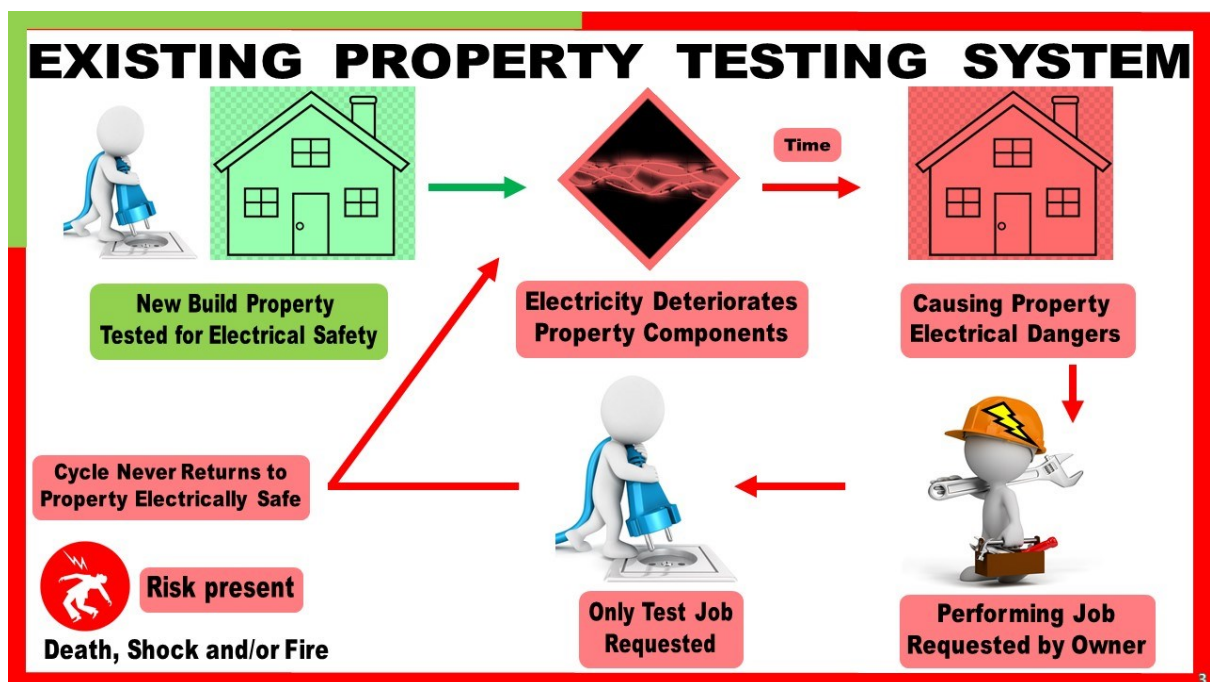 EXISTING PROPERTY TESTING SYSTEM
Time
New Build Property
Tested for Electrical Safety
Electricity Deteriorates
Property Components
Causing Property
Electrical Dangers
Performing Job
Requested by Owner
Only Test Job
Requested
Cycle Never Returns to
Property Electrically Safe
Risk present
Death, Shock and/or Fire
3